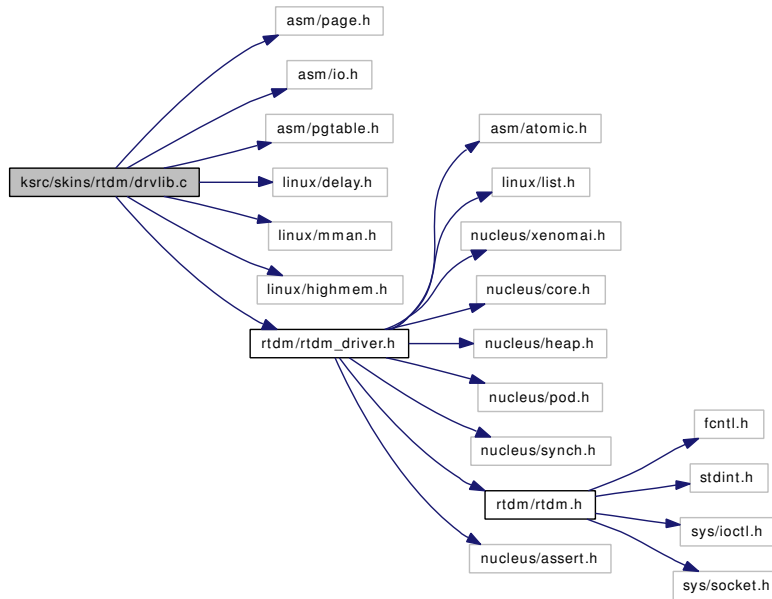 asm/page.h
asm/io.h
asm/pgtable.h
asm/atomic.h
ksrc/skins/rtdm/drvlib.c
linux/delay.h
linux/list.h
linux/mman.h
nucleus/xenomai.h
linux/highmem.h
nucleus/core.h
rtdm/rtdm_driver.h
nucleus/heap.h
nucleus/pod.h
fcntl.h
nucleus/synch.h
stdint.h
rtdm/rtdm.h
sys/ioctl.h
nucleus/assert.h
sys/socket.h